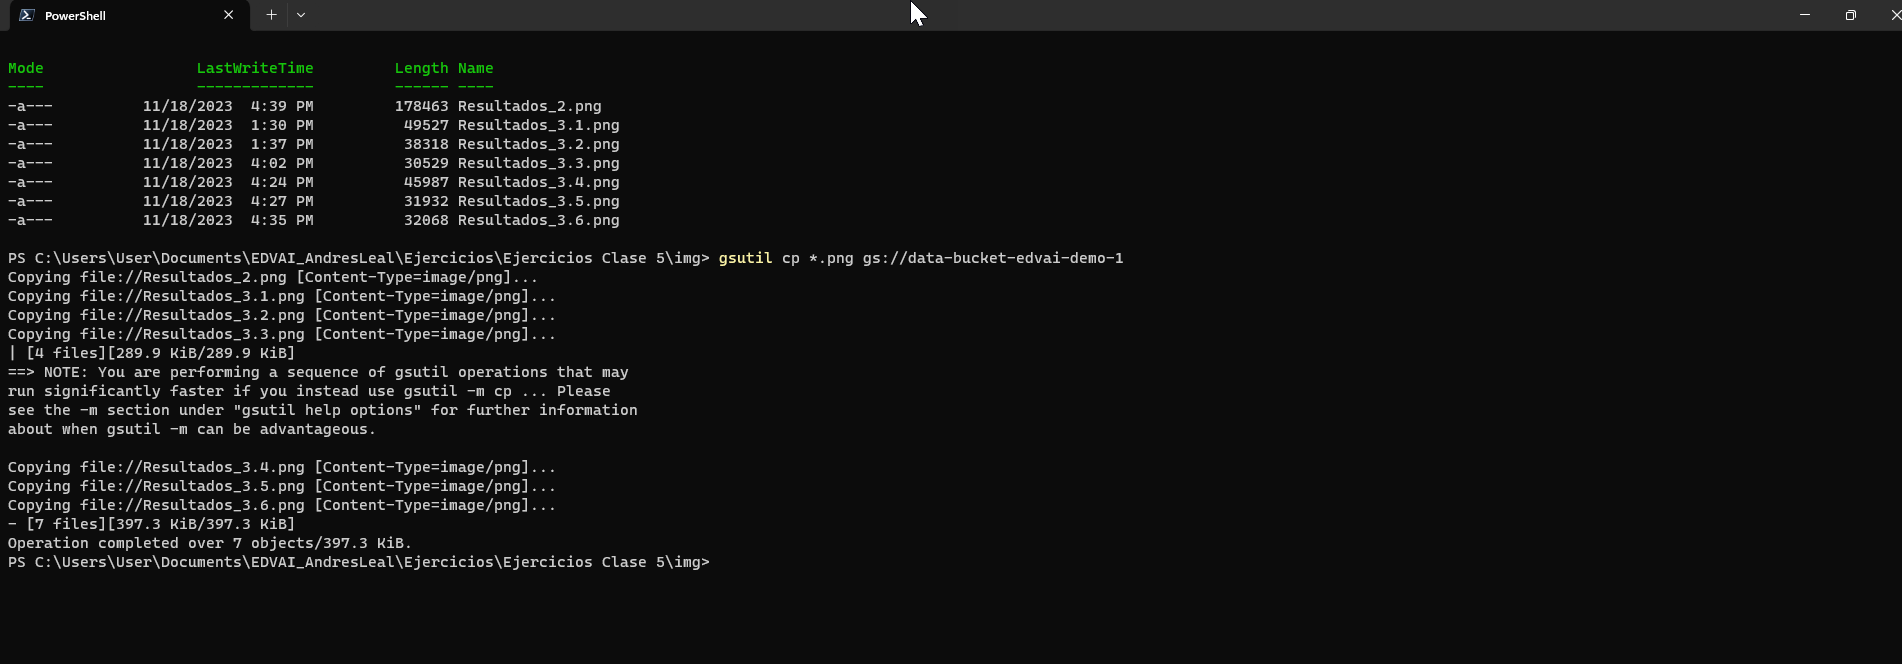 PowerShell
Mode                 LastWriteTime         Length Name
----                 -------------         ------ ----
-a---          11/18/2023  4:39 PM         178463 Resultados_2.png
-a---          11/18/2023  1:30 PM          49527 Resultados_3.1.png
-a---          11/18/2023  1:37 PM          38318 Resultados_3.2.png
-a---          11/18/2023  4:02 PM          30529 Resultados_3.3.png
-a---          11/18/2023  4:24 PM          45987 Resultados_3.4.png
-a---          11/18/2023  4:27 PM          31932 Resultados_3.5.png
-a---          11/18/2023  4:35 PM          32068 Resultados_3.6.png
PS C:\Users\User\Documents\EDVAI_AndresLeal\Ejercicios\Ejercicios Clase 5\img> gsutil cp *.png gs://data-bucket-edvai-demo-1
Copying file://Resultados_2.png [Content-Type=image/png]...
Copying file://Resultados_3.1.png [Content-Type=image/png]...
Copying file://Resultados_3.2.png [Content-Type=image/png]...
Copying file://Resultados_3.3.png [Content-Type=image/png]...
| [4 files][289.9 KiB/289.9 KiB]
==> NOTE: You are performing a sequence of gsutil operations that may
run significantly faster if you instead use gsutil -m cp ... Please
see the -m section under "gsutil help options" for further information
about when gsutil -m can be advantageous.
Copying file://Resultados_3.4.png [Content-Type=image/png]...
Copying file://Resultados_3.5.png [Content-Type=image/png]...
Copying file://Resultados_3.6.png [Content-Type=image/png]...
- [7 files][397.3 KiB/397.3 KiB]
Operation completed over 7 objects/397.3 KiB.
PS C:\Users\User\Documents\EDVAI_AndresLeal\Ejercicios\Ejercicios Clase 5\img>